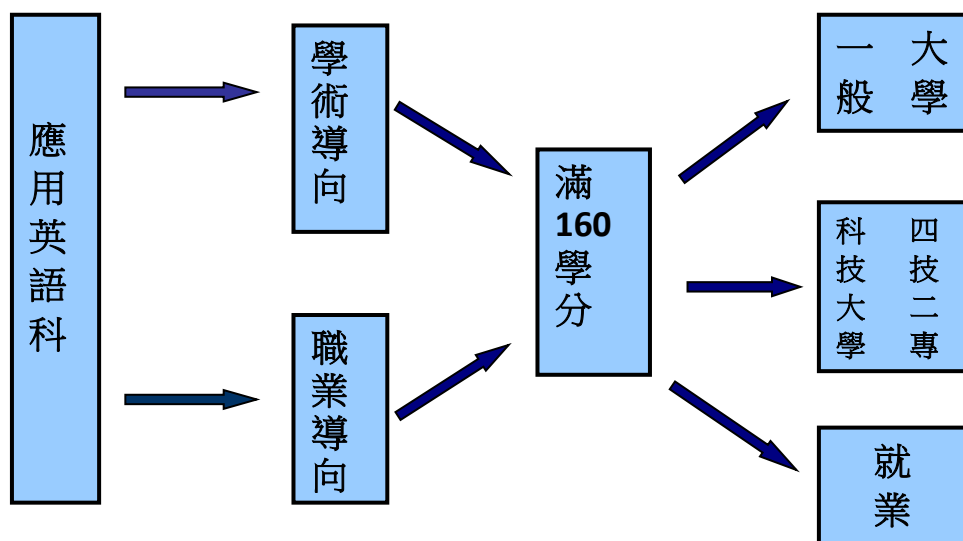 應用英語科
學術導向
職業導向
滿160學分
一般
大學
科技大學
四技二專
就業